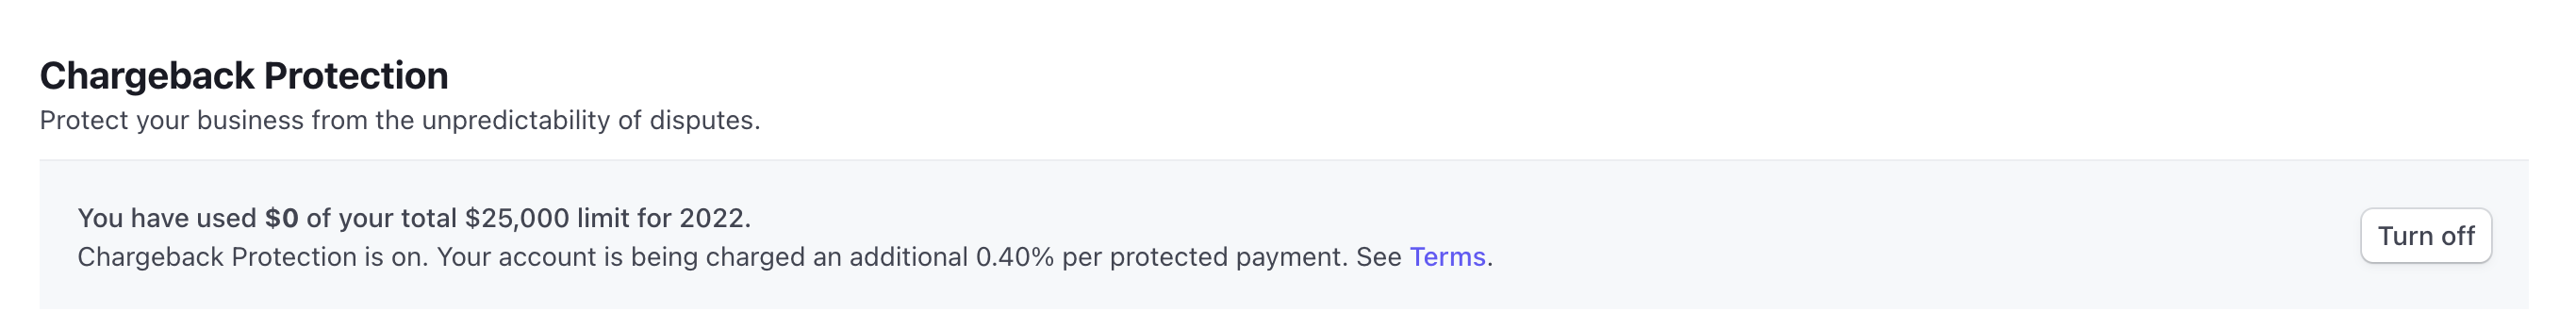 Chargeback Protection
Protect your business from the unpredictability of disputes.
You have used $0 of your total $25,000 limit for 2022.
Chargeback Protection is on. Your account is being charged an additional 0.40% per protected payment. See Terms.
Turn off